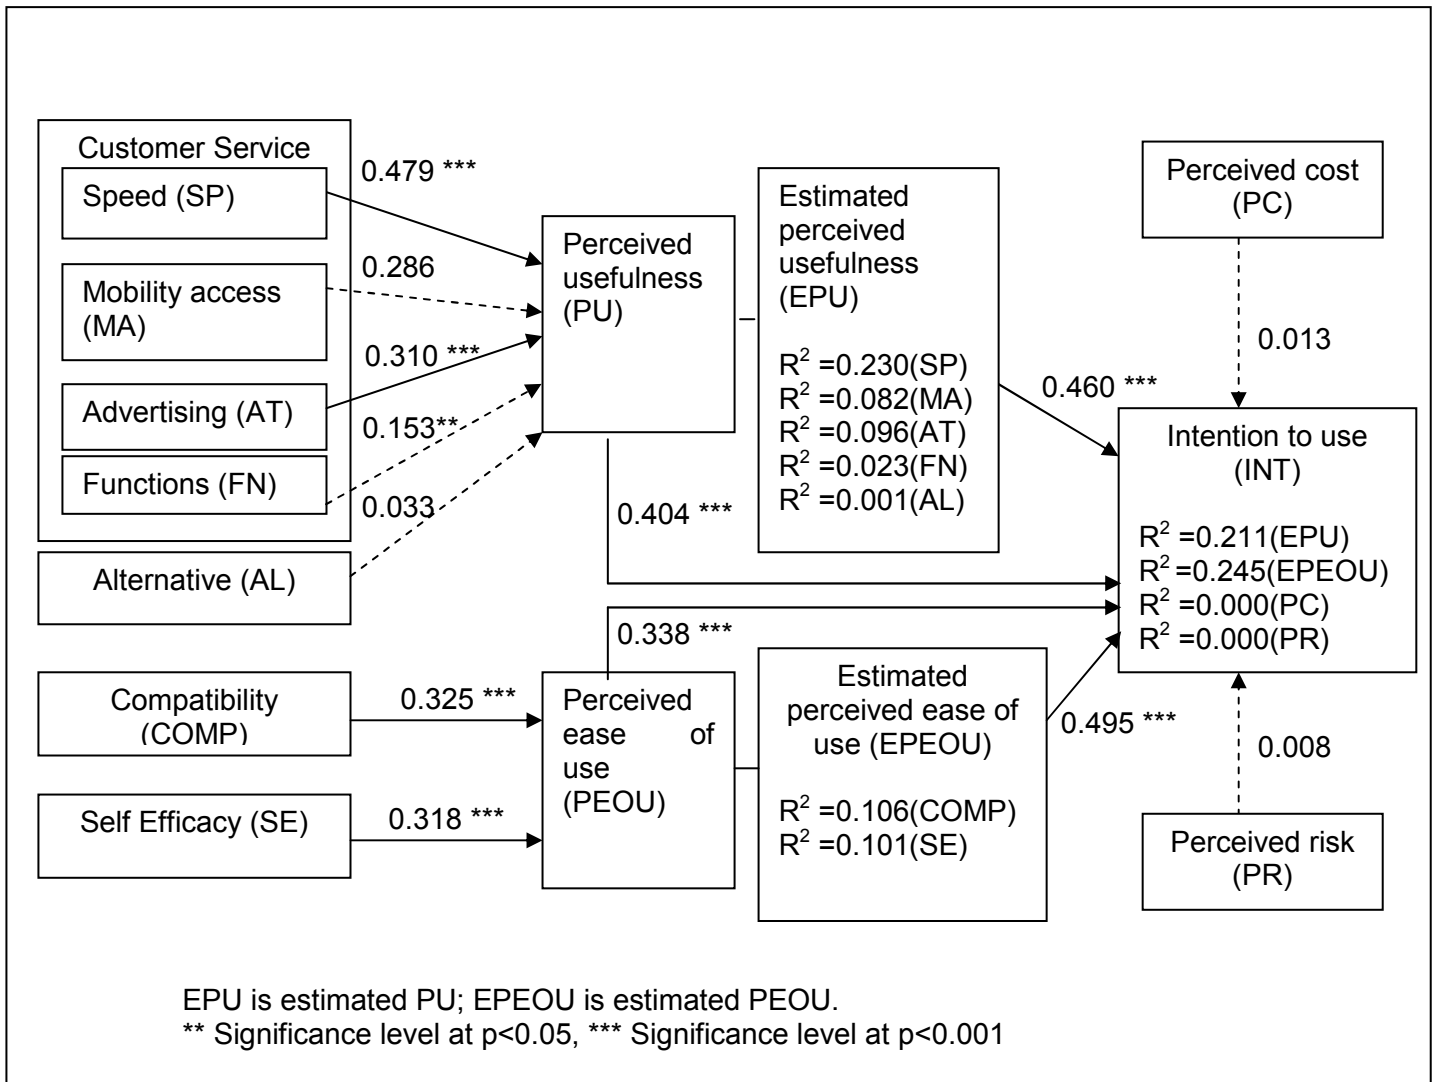 Customer Service
Speed (SP)
Mobility access
(MA)
Advertising (AT)
Functions (FN)
Alternative (AL)
Compatibility
(COMP)
Self Efficacy (SE)
0.479 ***
0.286
0.310 ***
0.153**
0.033
0.325 ***
0.318 ***
Perceived
usefulness
(PU)
0.404 ***
0.338 ***
Perceived
ease of
use
(PEOU)
Estimated
perceived
usefulness
(EPU)
R² =0.230(SP)
R² =0.082(MA)
R² =0.096(AT)
R² =0.023(FN)
R² =0.001(AL)
Estimated
perceived ease of
use (EPEOU)
R² =0.106(COMP)
R² =0.101(SE)
0.460 ***
0.495 ***
Perceived cost
(PC)
0.013
Intention to use
(INT)
R² =0.211(EPU)
R² =0.245(EPEOU)
R² =0.000(PC)
R² =0.000(PR)
0.008
Perceived risk
(PR)
EPU is estimated PU; EPEOU is estimated PEOU.
** Significance level at p<0.05, *** Significance level at p<0.001